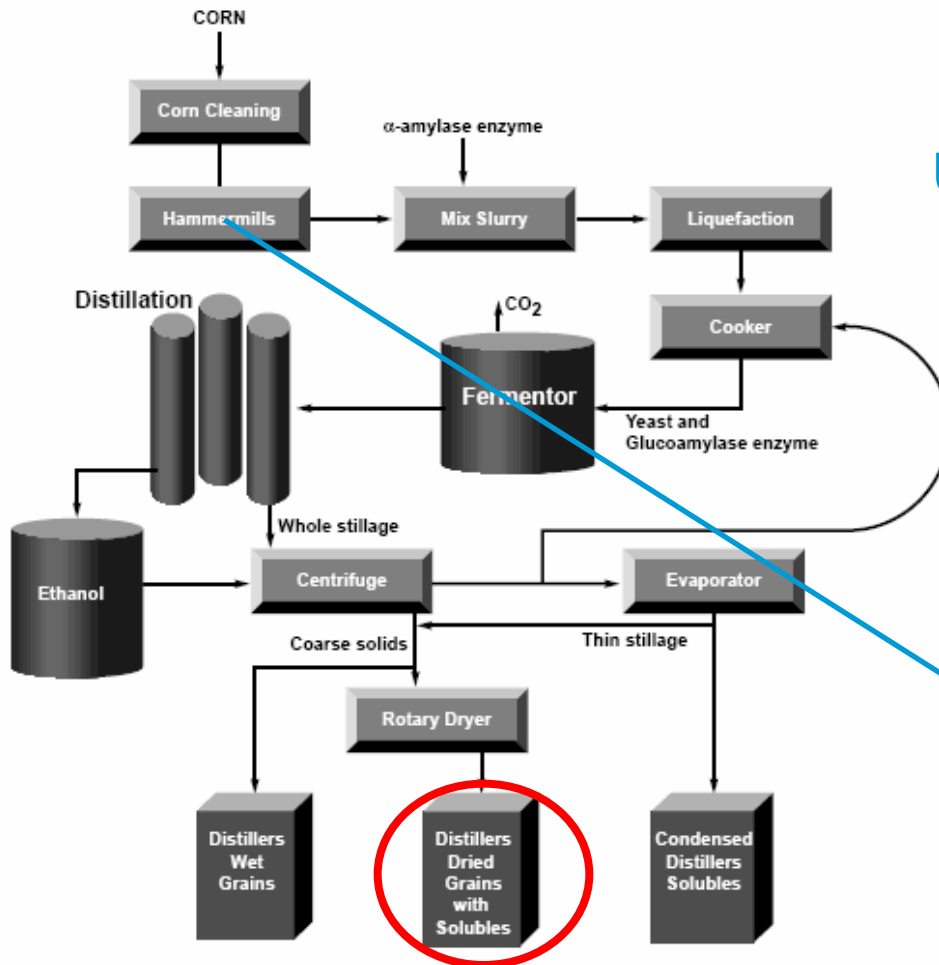 CORN
Corn Cleaning
α-amylase enzyme
Hammermills
Mix Slurry
Liquefaction
Distillation
CO2
Cooker
Fermentor
Yeast and
Glucoamylase enzyme
Whole stillage
Ethanol
Centrifuge
Evaporator
Coarse solids
Thin stillage
Rotary Dryer
Distillers
Wet
Grains
Distillers
Dried
Grains
with
Solubles
Condensed
Distillers
Solubles